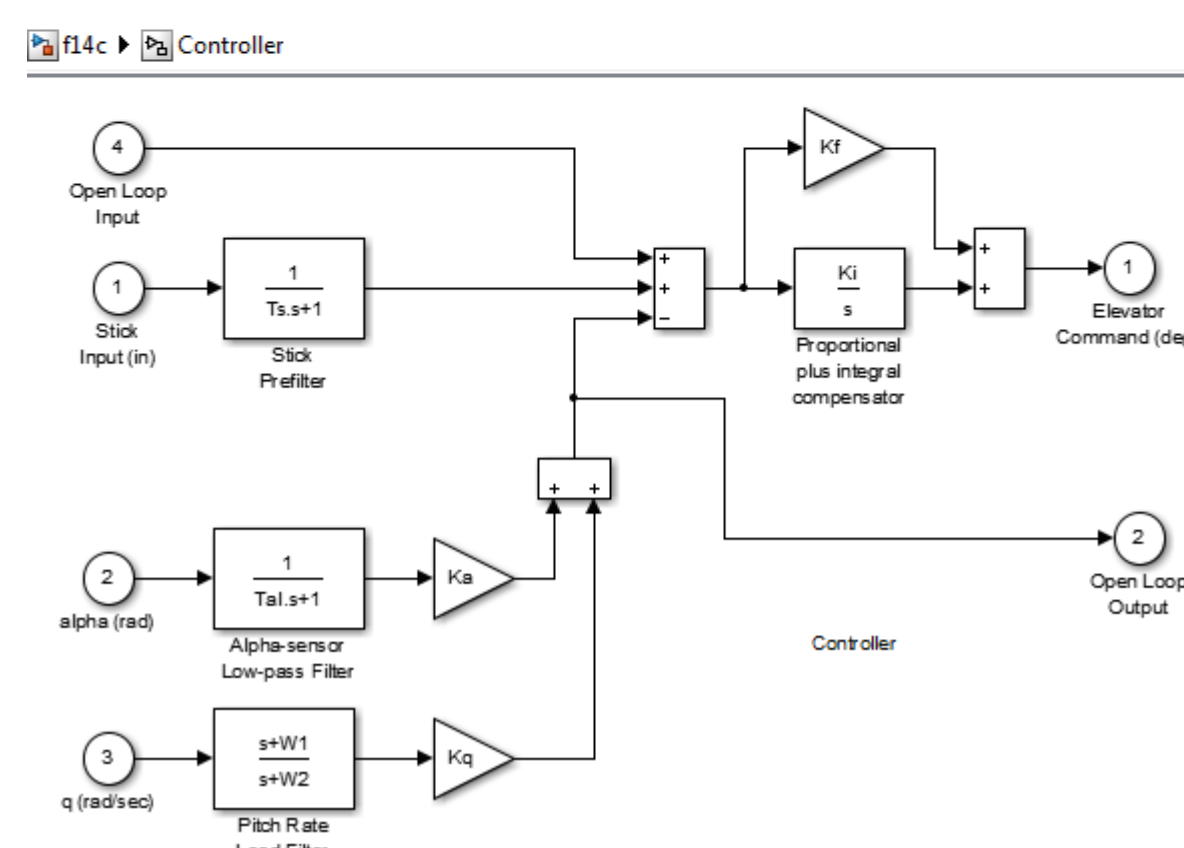 f14c Controller
4
Open Loop
Input
1
Stick
Input (in)
1
Ts.s+1
Stick
Prefilter
+
+
−
Kf
Ki
s
Proportional
plus integral
compensator
+
+
1
Elevator
Command (deg
+ +
2
alpha (rad)
1
Tal.s+1
Alpha-sensor
Low-pass Filter
Ka
2
Open Loop
Output
Controller
3
q (rad/sec)
s+W1
s+W2
Pitch Rate
Kq